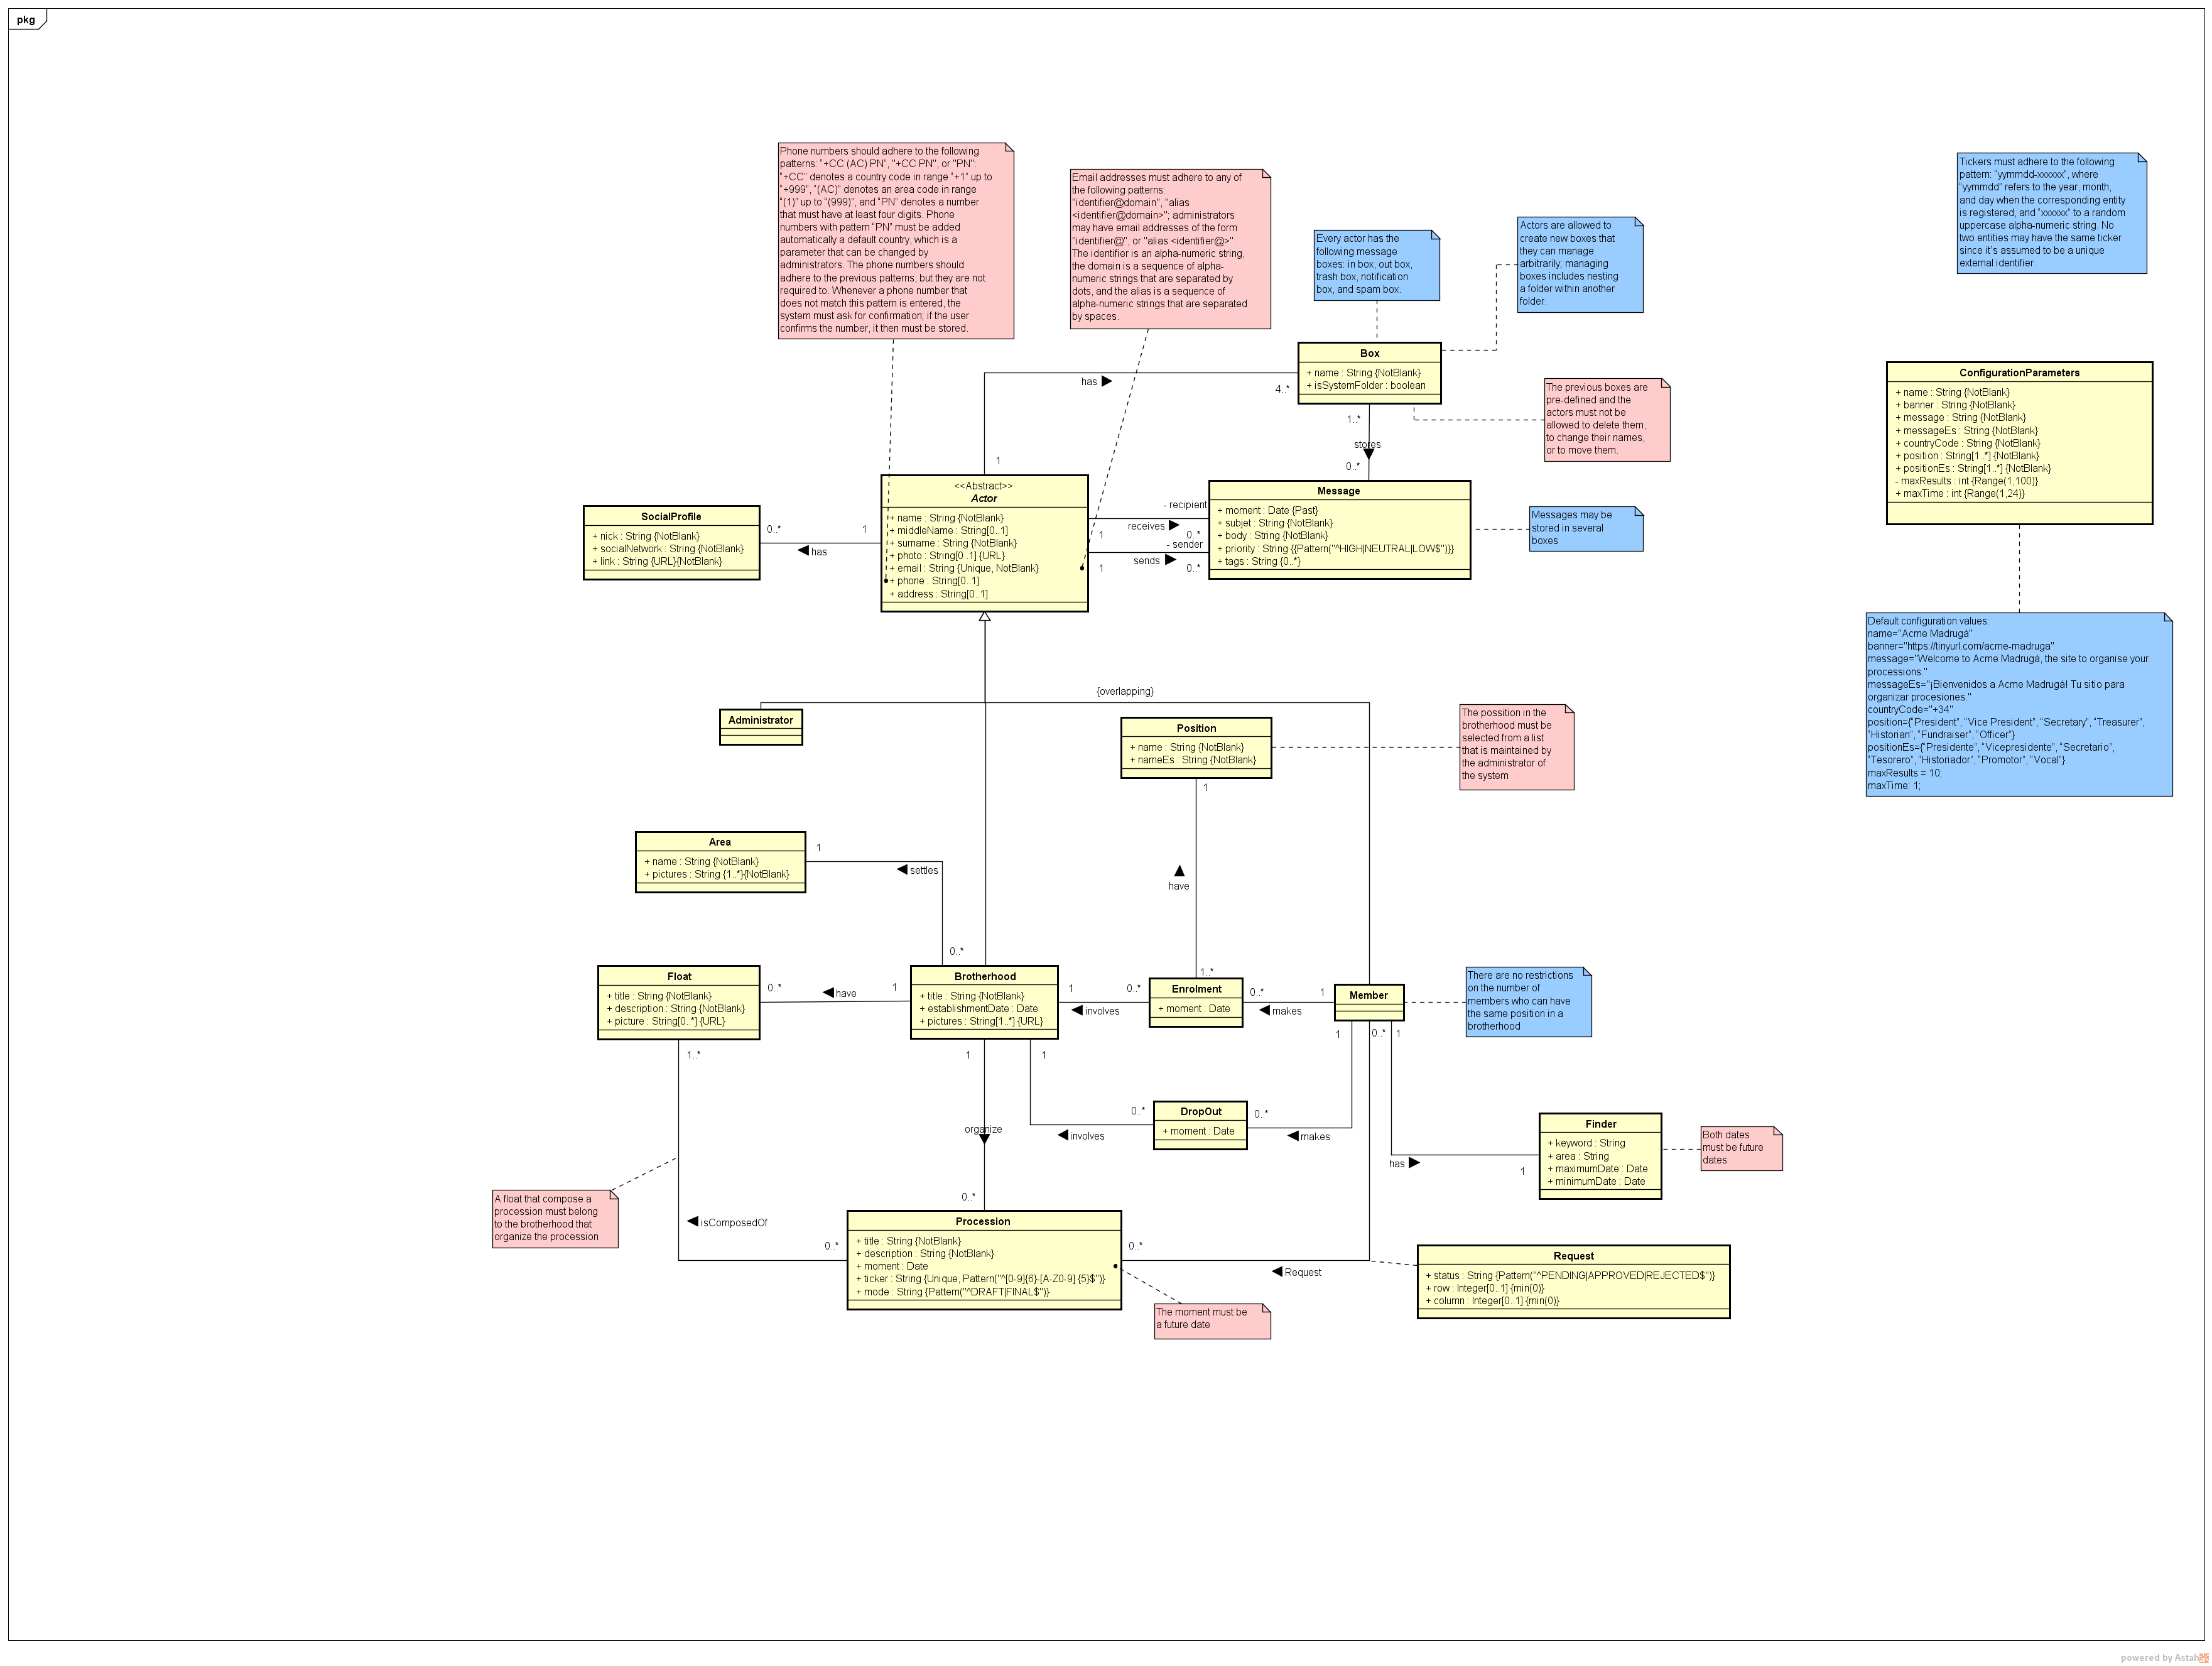 pkg
Phone numbers should adhere to the following
patterns: "+CC (AC) PN", "+CC PN", or "PN":
"+CC" denotes a country code in range "+1" up to
"+999", "(AC)" denotes an area code in range
"(1)" up to "(999)", and "PN" denotes a number
that must have at least four digits. Phone
numbers with pattern "PN" must be added
automatically a default country, which is a
parameter that can be changed by
administrators. The phone numbers should
adhere to the previous patterns, but they are not
required to. Whenever a phone number that
does not match this pattern is entered, the
system must ask for confirmation; if the user
confirms the number, it then must be stored.
Email addresses must adhere to any of
the following patterns:
"identifier@domain", "alias
<identifier@domain>"; administrators
may have email addresses of the form
"identifier@", or "alias <identifier@>".
The identifier is an alpha-numeric string,
the domain is a sequence of alpha-
numeric strings that are separated by
dots, and the alias is a sequence of
alpha-numeric strings that are separated
by spaces.
Every actor has the
following message
boxes: in box, out box,
trash box, notification
box, and spam box.
Actors are allowed to
create new boxes that
they can manage
arbitrarily; managing
boxes includes nesting
a folder within another
folder.
Tickers must adhere to the following
pattern: "yymmdd-xxxxxx", where
"yymmdd" refers to the year, month,
and day when the corresponding entity
is registered, and "xxxxxx" to a random
uppercase alpha-numeric string. No
two entities may have the same ticker
since it's assumed to be a unique
external identifier.
Box
+ name : String {NotBlank}
+ isSystemFolder : boolean
has
4..*
1
1..*
stores
0..*
The previous boxes are
pre-defined and the
actors must not be
allowed to delete them,
to change their names,
or to move them.
ConfigurationParameters
+ name : String {NotBlank}
+ banner : String {NotBlank}
+ message : String {NotBlank}
+ messageEs : String {NotBlank}
+ countryCode : String {NotBlank}
+ position : String[1..*] {NotBlank}
+ positionEs : String[1..*] {NotBlank}
- maxResults : int {Range(1,100)}
+ maxTime : int {Range(1,24)}
<<Abstract>>
Actor
+ name : String {NotBlank}
+ middleName : String[0..1]
+ surname : String {NotBlank}
+ photo : String[0..1] {URL}
+ email : String {Unique, NotBlank}
+ phone : String[0..1]
+ address : String[0..1]
SocialProfile
+ nick : String {NotBlank}
+ socialNetwork : String {NotBlank}
+ link : String {URL}{NotBlank}
0..*
1
has
- recipient
receives
1
0..*
- sender
sends
1
0..*
Message
+ moment : Date {Past}
+ subjet : String {NotBlank}
+ body : String {NotBlank}
+ priority : String {{Pattern("^HIGH|NEUTRAL|LOW$")}}
+ tags : String {0..*}
Messages may be
stored in several
boxes
Default configuration values:
name="Acme Madrugá"
banner="https://tinyurl.com/acme-madruga"
message="Welcome to Acme Madrugá, the site to organise your
processions."
messageEs="¡Bienvenidos a Acme Madrugá! Tu sitio para
organizar procesiones."
countryCode="+34"
position={"President", "Vice President", "Secretary", "Treasurer",
"Historian", "Fundraiser", "Officer"}
positionEs={"Presidente", "Vicepresidente", "Secretario",
"Tesorero", "Historiador", "Promotor", "Vocal"}
maxResults = 10;
maxTime: 1;
{overlapping}
Administrator
Position
+ name : String {NotBlank}
+ nameEs : String {NotBlank}
The possition in the
brotherhood must be
selected from a list
that is maintained by
the administrator of
the system
1
have
1..*
Area
+ name : String {NotBlank}
+ pictures : String {1..*}{NotBlank}
1
settles
0..*
Float
+ title : String {NotBlank}
+ description : String {NotBlank}
+ picture : String[0..*] {URL}
0..*
have
1
Brotherhood
+ title : String {NotBlank}
+ establishmentDate : Date
+ pictures : String[1..*] {URL}
1
involves
0..*
Enrolment
+ moment : Date
0..*
makes
1
Member
There are no restrictions
on the number of
members who can have
the same position in a
brotherhood
1..*
1
1
1
0..*
1
organize
0..*
involves
0..*
DropOut
+ moment : Date
0..*
makes
has
1
Finder
+ keyword : String
+ area : String
+ maximumDate : Date
+ minimumDate : Date
Both dates
must be future
dates
A float that compose a
procession must belong
to the brotherhood that
organize the procession
isComposedOf
0..*
Procession
+ title : String {NotBlank}
+ description : String {NotBlank}
+ moment : Date
+ ticker : String {Unique, Pattern("^[0-9]{6}-[A-Z0-9] {5}$")}
+ mode : String {Pattern("^DRAFT|FINAL$")}
0..*
Request
The moment must be
a future date
Request
+ status : String {Pattern("^PENDING|APPROVED|REJECTED$")}
+ row : Integer[0..1] {min(0)}
+ column : Integer[0..1] {min(0)}
powered by Astah